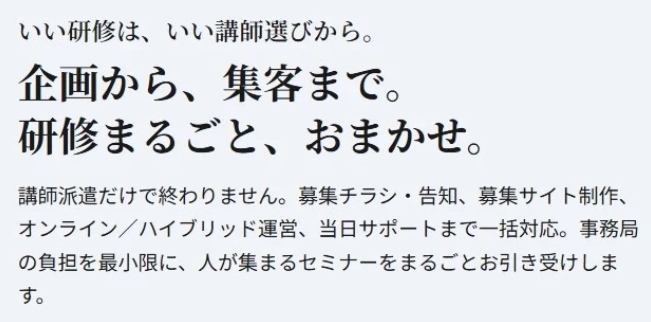 いい研修は、いい講師選びから。
企画から、集客まで。
研修まるごと、おまかせ。
講師派遣だけで終わりません。募集チラシ・告知、募集サイト制作、
オンライン／ハイブリッド運営、当日サポートまで一括対応。事務局
の負担を最小限に、人が集まるセミナーをまるごとお引き受けしま
す。